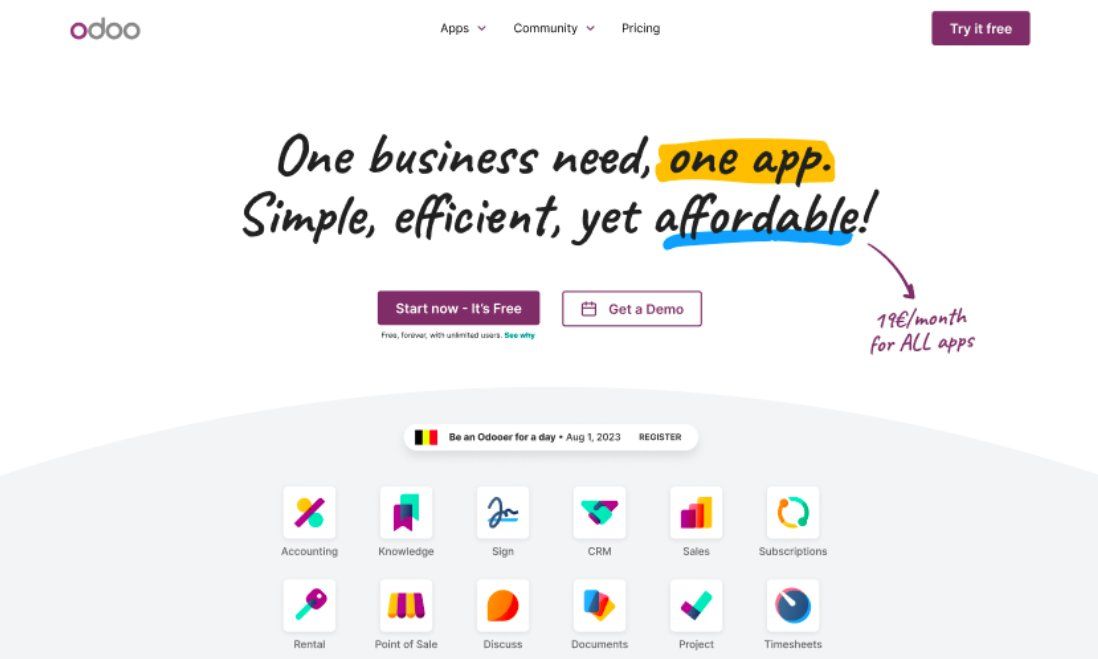 odoo
Apps Community Pricing Try it free
One business need, one app.
Simple, efficient, yet affordable!
19€/month
for ALL apps
Start now - It's Free Get a Demo
Free, forever, with unlimited users. See why
Be an Odooer for a day • Aug 1, 2023 REGISTER
Accounting Knowledge Sign CRM Sales Subscriptions
Rental Point of Sale Discuss Documents Project Timesheets